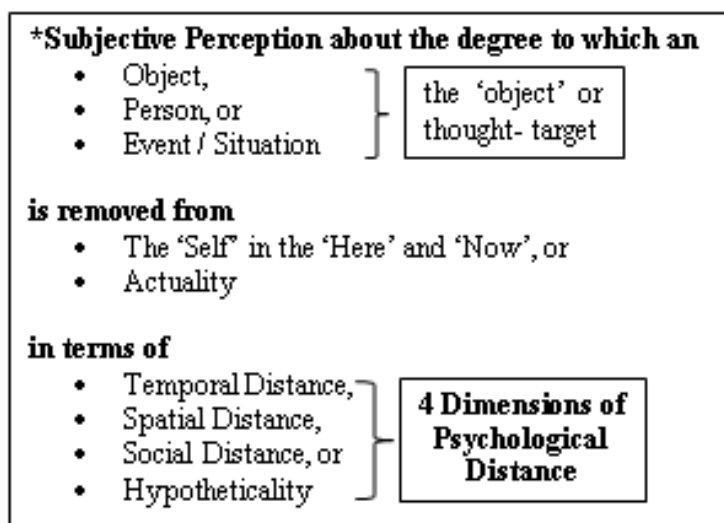 *Subjective Perception about the degree to which an
• Object,
• Person, or
• Event / Situation
the ‘object’ or
thought- target
is removed from
• The ‘Self’ in the ‘Here’ and ‘Now’, or
• Actuality
in terms of
• Temporal Distance,
• Spatial Distance,
• Social Distance, or
• Hypotheticality
4 Dimensions of
Psychological
Distance